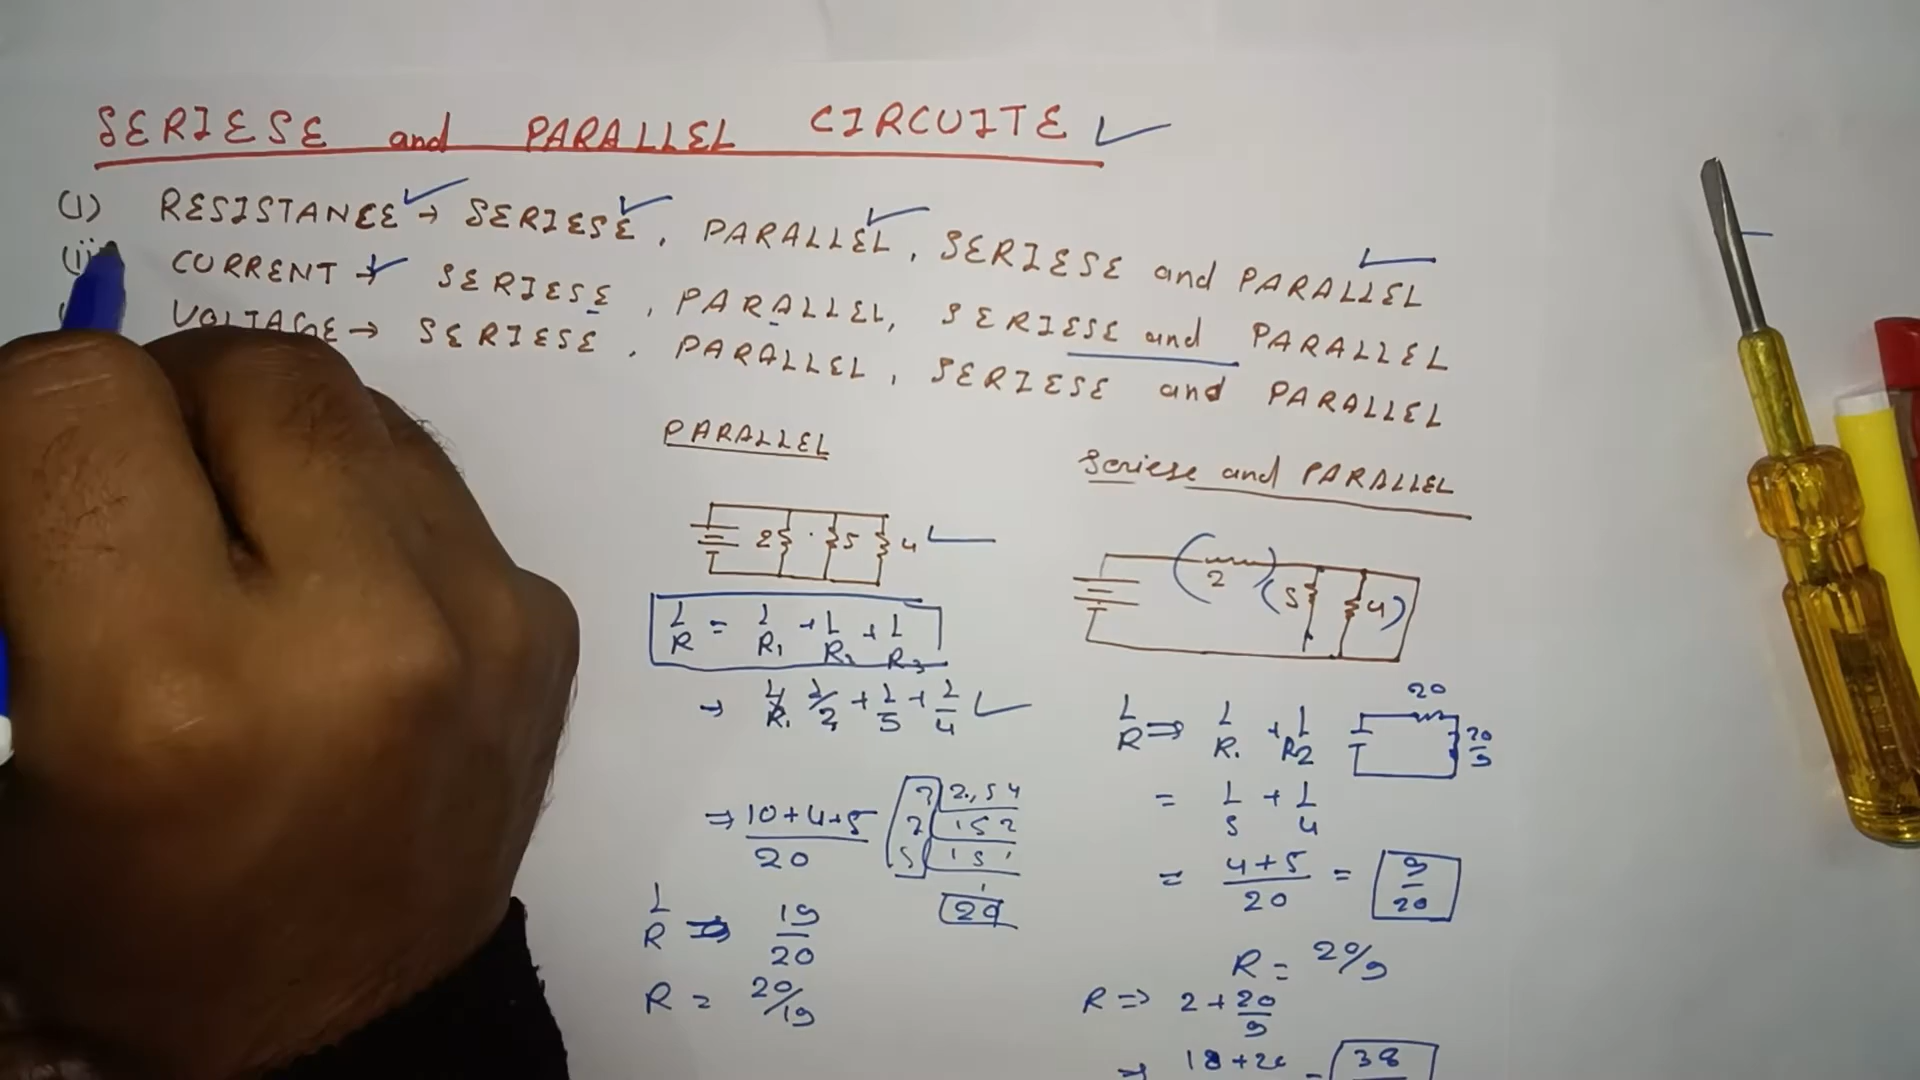 SERIESE and PARALLEL CIRCUITE
(i) RESISTANCE → SERIESE, PARALLEL, SERIESE and PARALLEL
(ii) CURRENT → SERIESE, PARALLEL, SERIESE and PARALLEL
VOLTAGE → SERIESE, PARALLEL, SERIESE and PARALLEL
PARALLEL
2 5 4
1/R = 1/R1 + 1/R2 + 1/R3
→ 1/2 + 1/5 + 1/4
⇒ 10+4+5/20
2 2,5 4
2 1 5 2
5 1 5 1
20
1/R ⇒ 19/20
R = 20/19
Seriese and PARALLEL
2 5 4
1/R ⇒ 1/R1 + 1/R2
20
20/9
= 1/5 + 1/4
= 4+5/20 = 9/20
R = 20/9
R ⇒ 2+20/9
⇒ 18+20 = 38